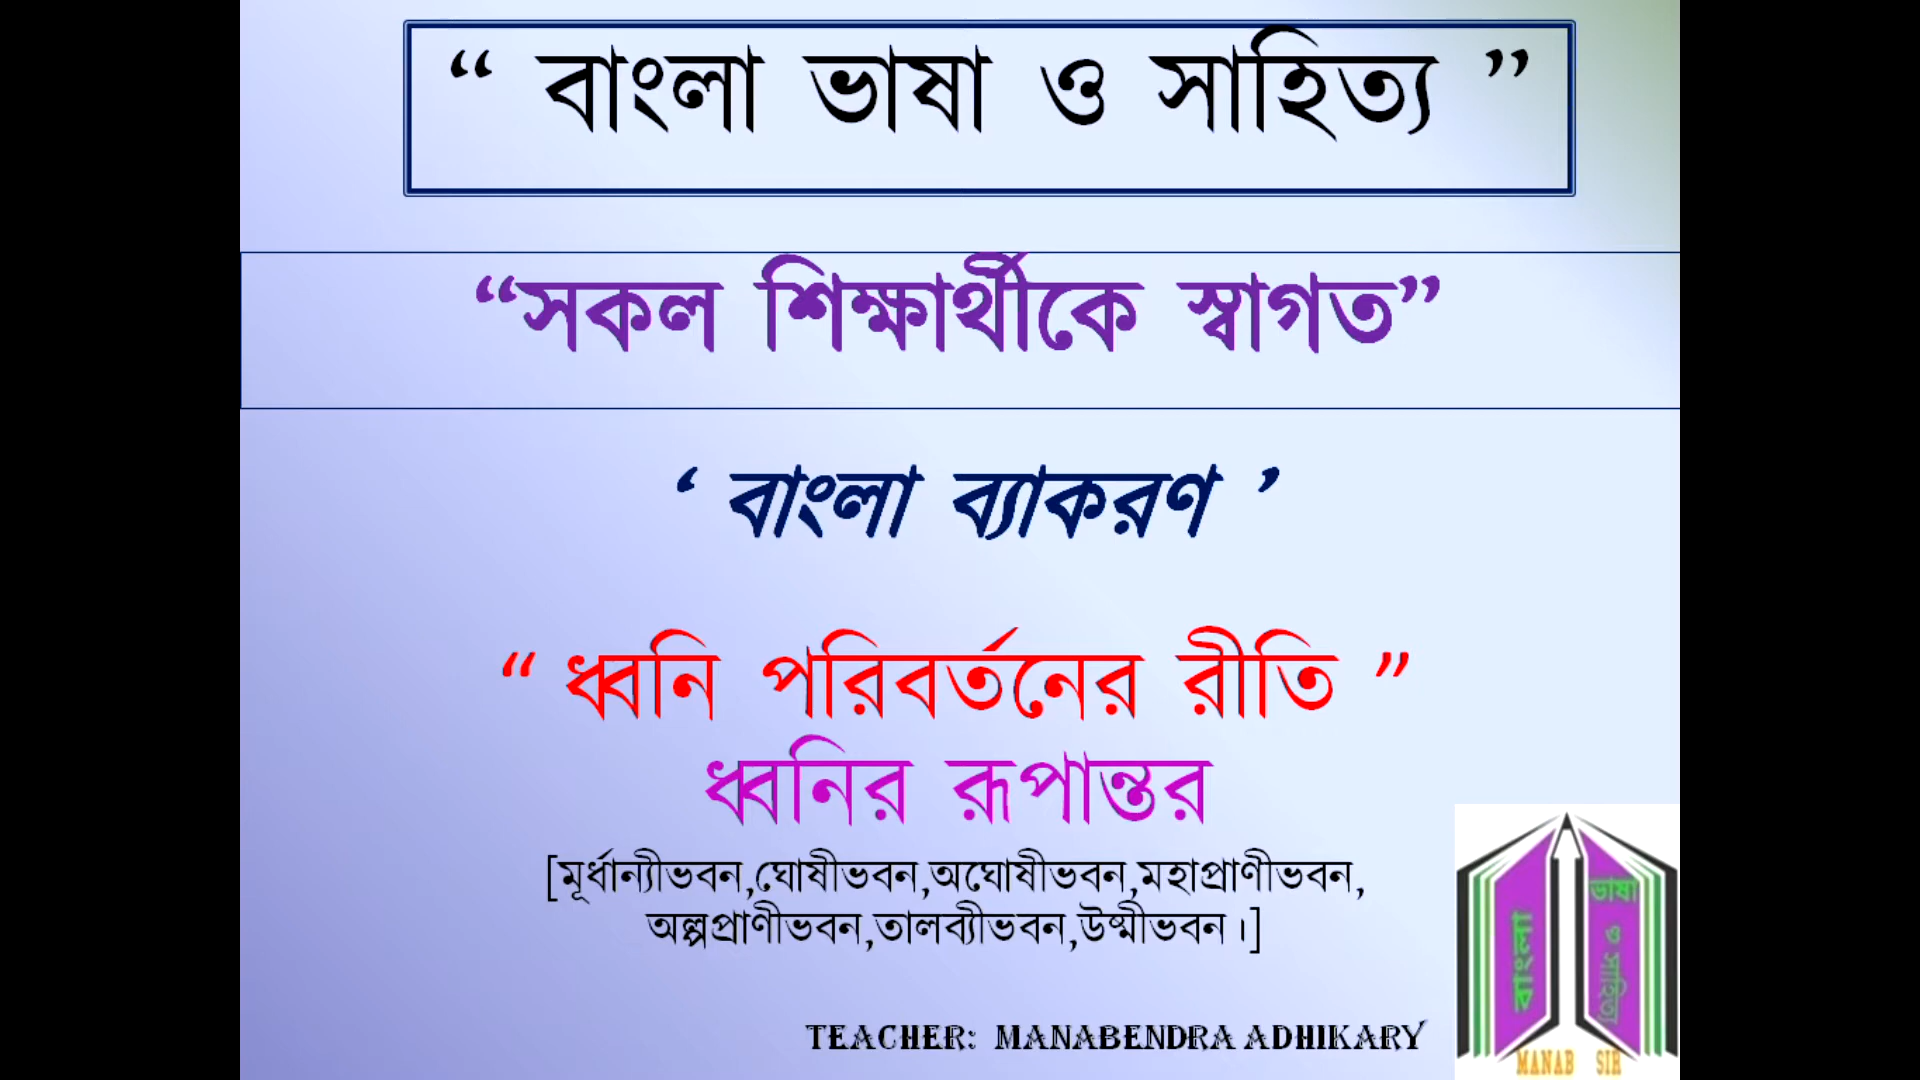 “ বাংলা ভাষা ও সাহিত্য ”
“সকল শিক্ষার্থীকে স্বাগত”
‘ বাংলা ব্যাকরণ ’
“ ধ্বনি পরিবর্তনের রীতি ”
ধ্বনির রূপান্তর
[মূর্ধান্যীভবন,ঘোষীভবন,অঘোষীভবন,মহাপ্রাণীভবন,
অল্পপ্রাণীভবন,তালব্যীভবন,উষ্মীভবন।]
TEACHER: MANABENDRA ADHIKARY
বাংলা
ভাষা
ও সাহিত্য
MANAB SIR